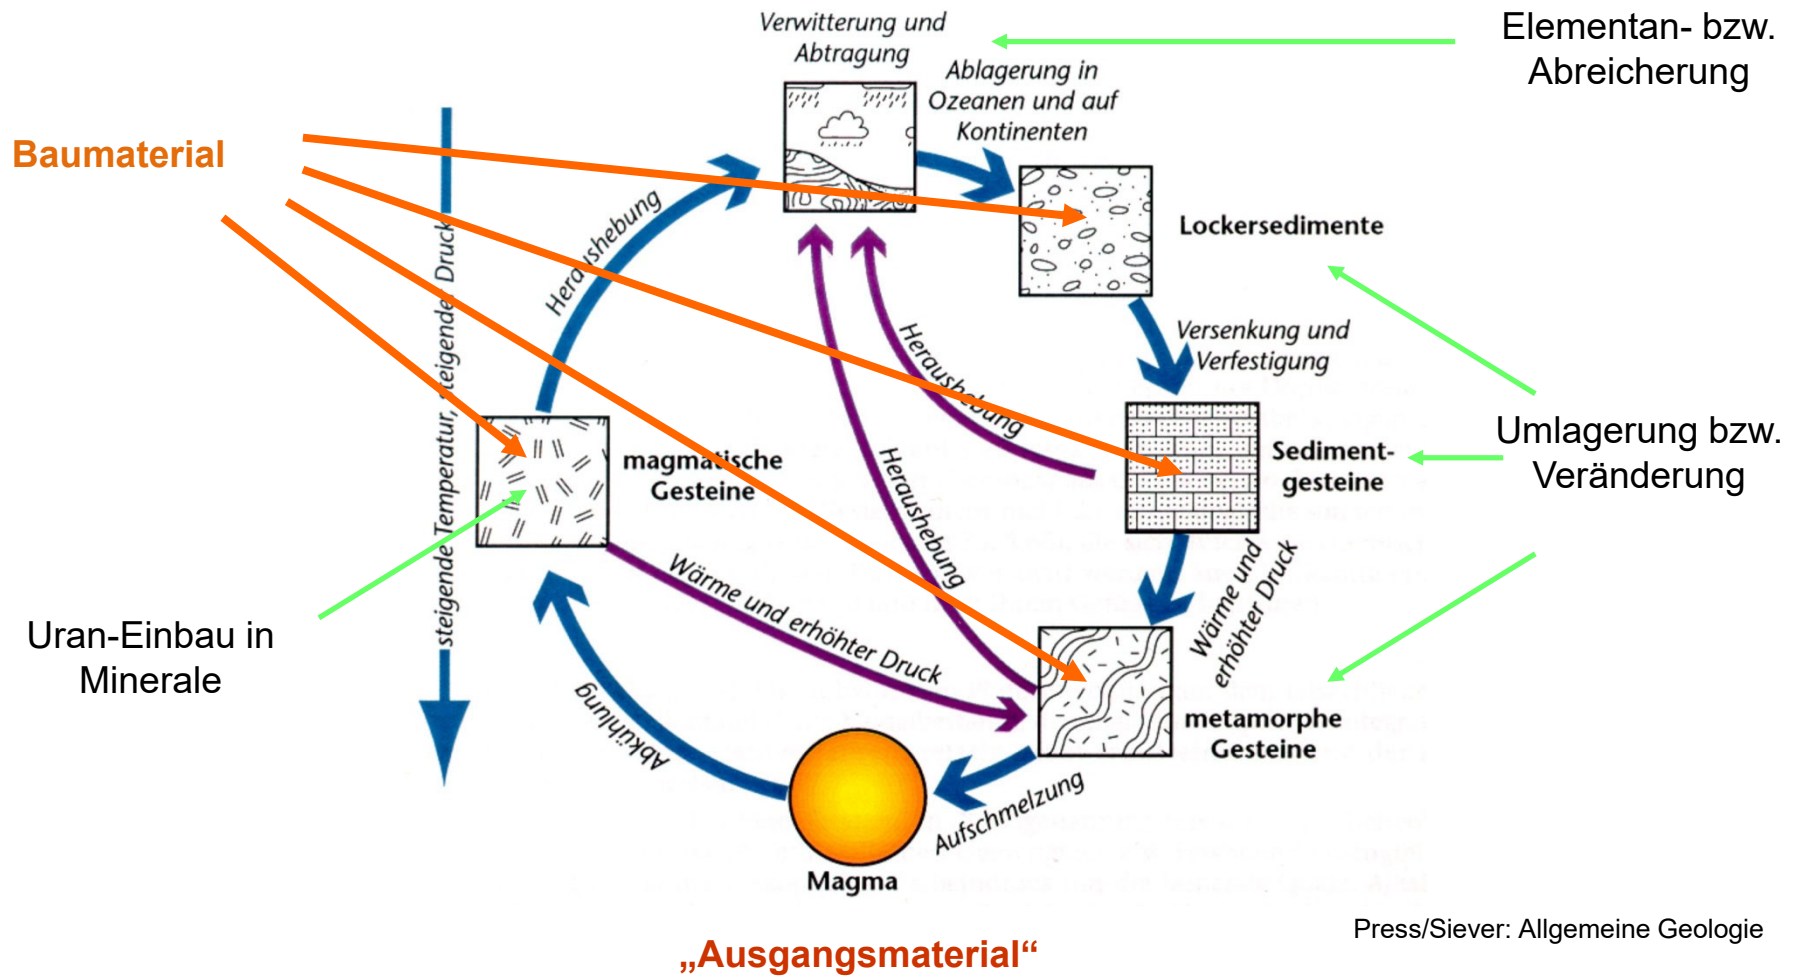 Verwitterung und
Abtragung
Elementan- bzw.
Abreicherung
Ablagerung in
Ozeanen und auf
Kontinenten
Baumaterial
Heraushebung
Lockersedimente
steigende Temperatur, steigender Druck
Versenkung und
Verfestigung
Heraushebung
magmatische
Gesteine
Sediment-
gesteine
Umlagerung bzw.
Veränderung
Heraushebung
Wärme und erhöhter Druck
Wärme und
erhöhter Druck
Uran-Einbau in
Minerale
Abkühlung
metamorphe
Gesteine
Aufschmelzung
Magma
Press/Siever: Allgemeine Geologie
„Ausgangsmaterial“